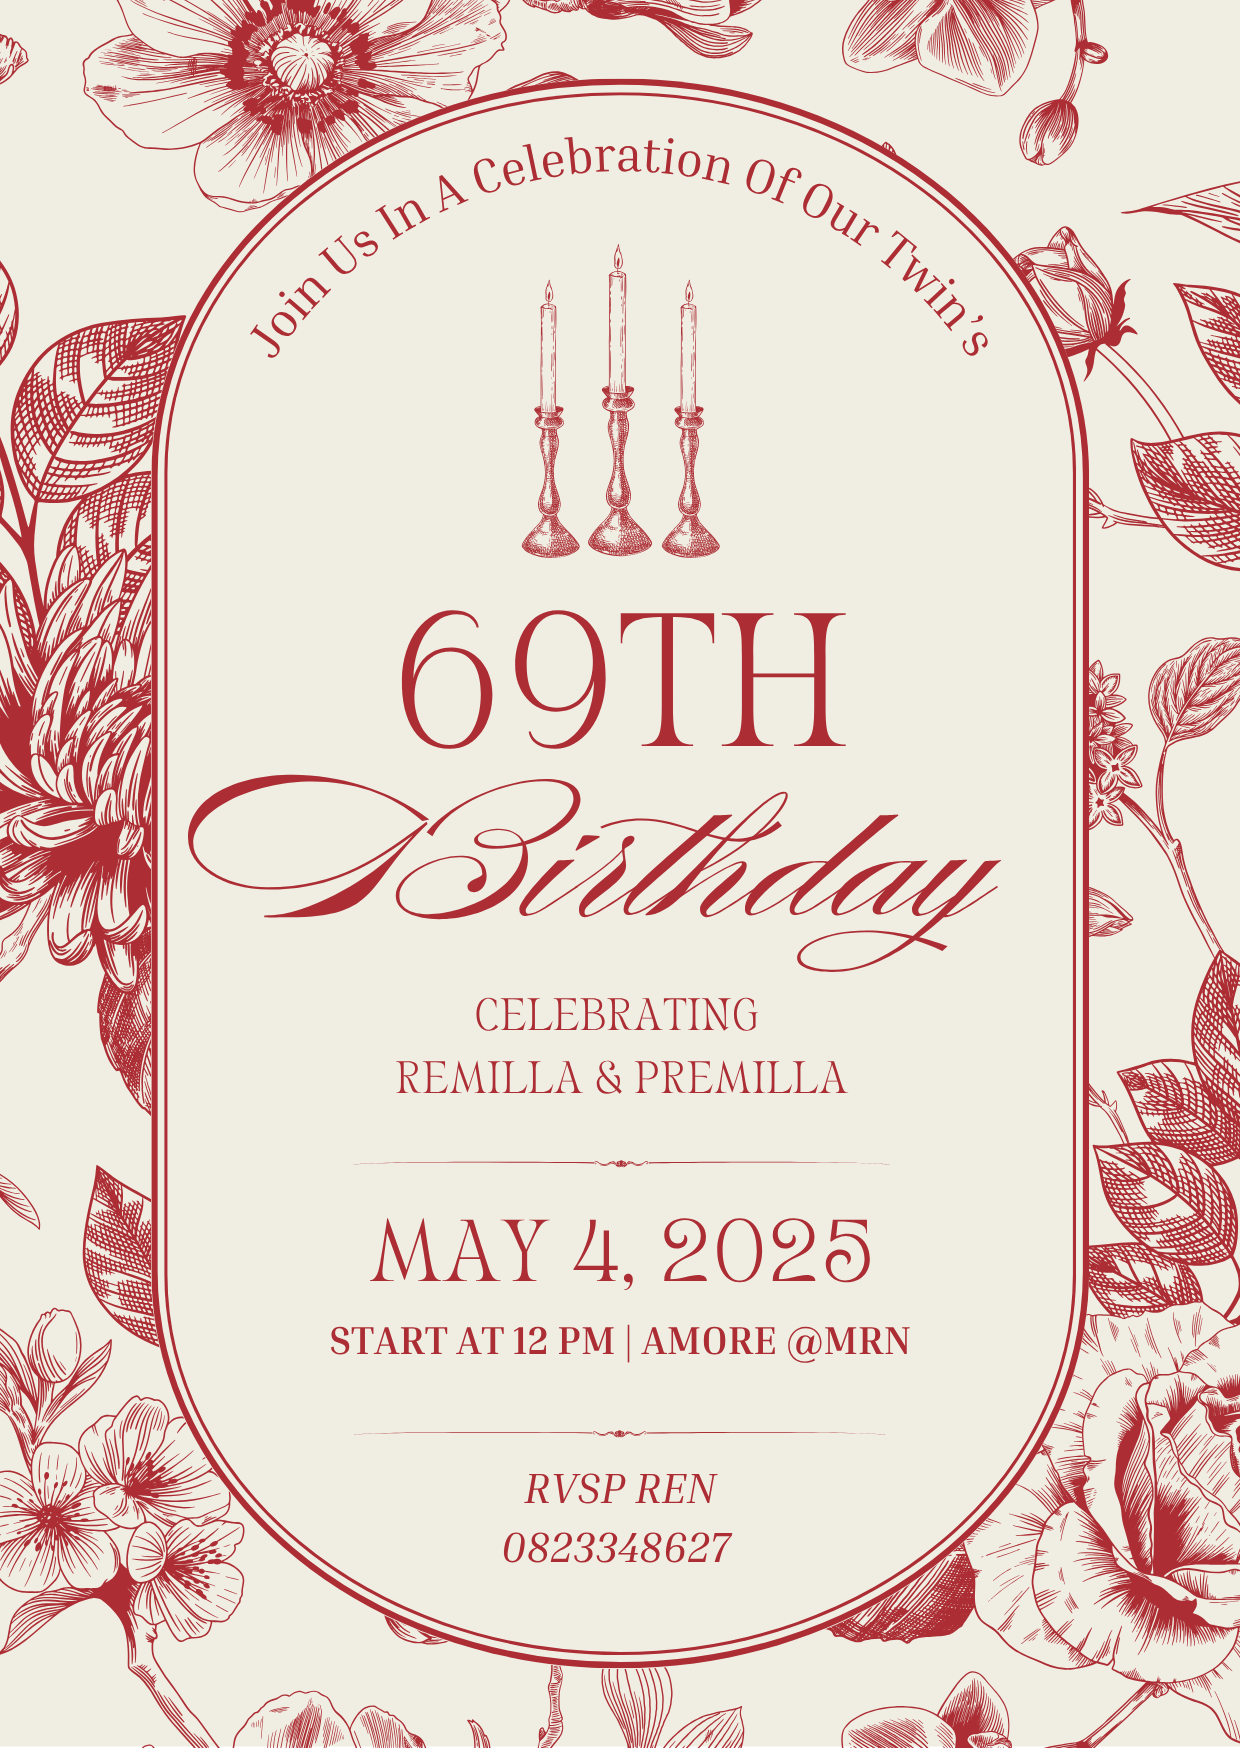 Join Us In A Celebration Of Our Twin's
69TH
Birthday
CELEBRATING
REMILLA & PREMILLA
MAY 4, 2025
START AT 12 PM | AMORE @MRN
RVSP REN
0823348627